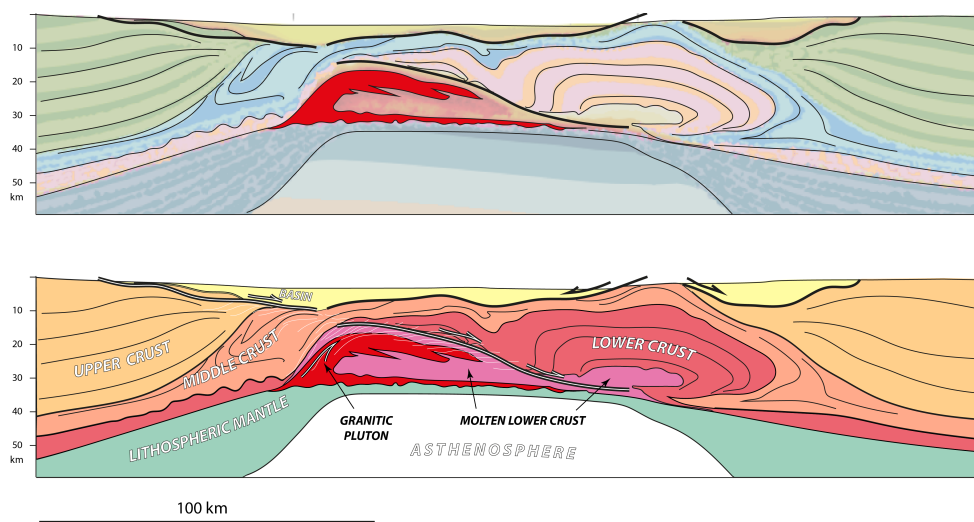 10
20
30
40
50
km
10
20
30
40
50
km
BASIN
UPPER CRUST
MIDDLE CRUST
LOWER CRUST
LITHOSPHERIC MANTLE
GRANITIC
PLUTON
MOLTEN LOWER CRUST
ASTHENOSPHERE
100 km